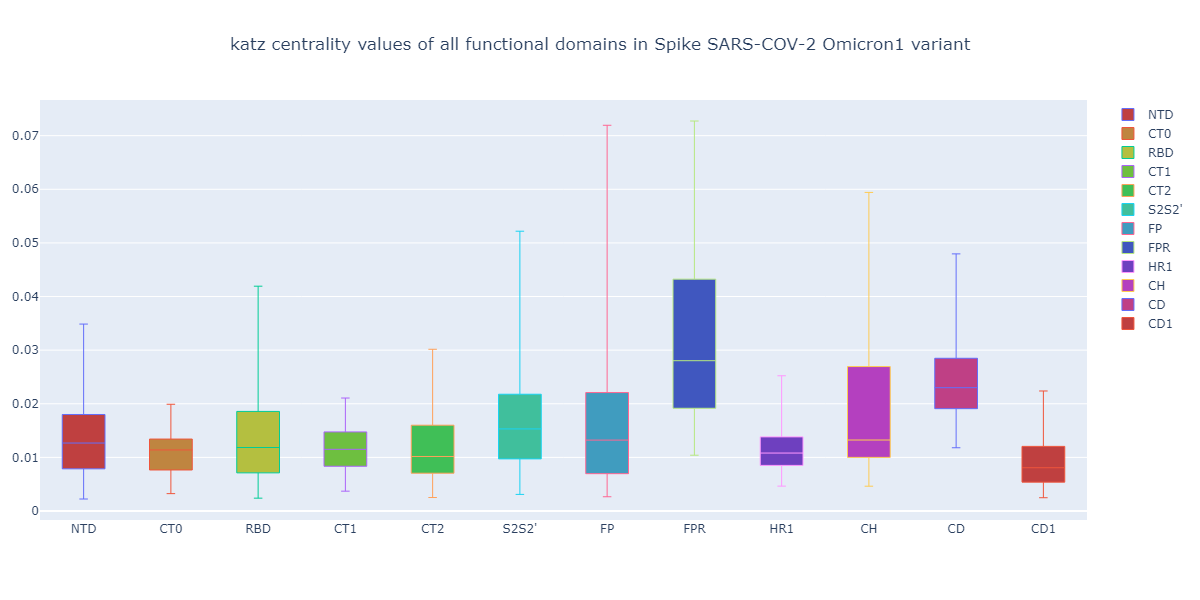 katz centrality values of all functional domains in Spike SARS-COV-2 Omicron1 variant
0.07
0.06
0.05
0.04
0.03
0.02
0.01
0
NTD CT0 RBD CT1 CT2 S2S2' FP FPR HR1 CH CD CD1
NTD
CT0
RBD
CT1
CT2
S2S2'
FP
FPR
HR1
CH
CD
CD1